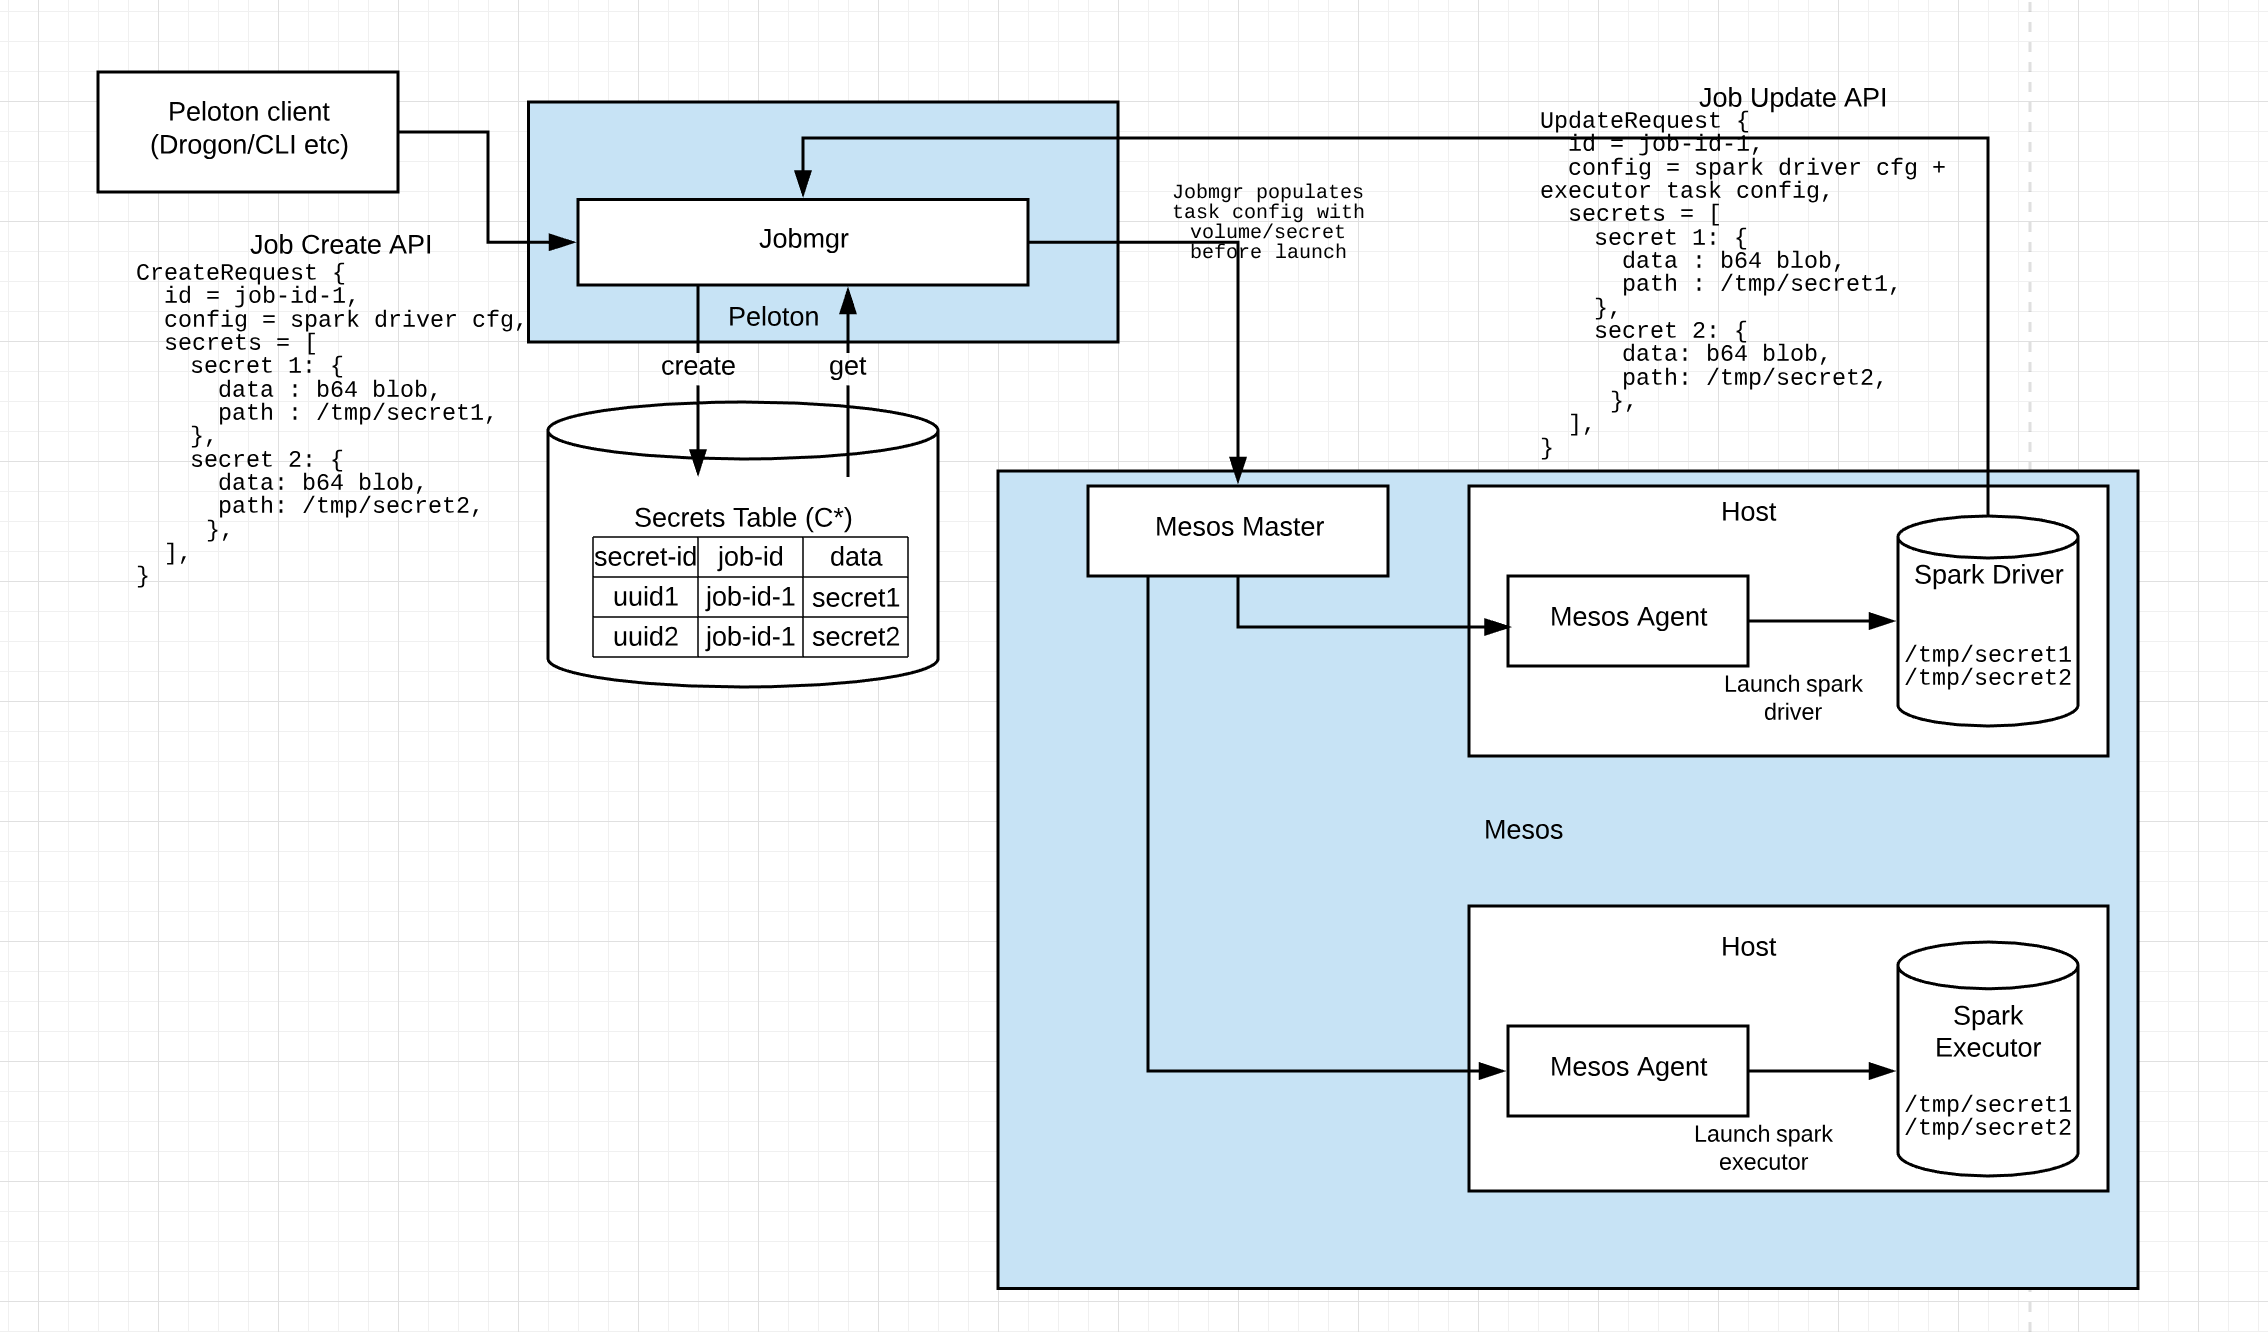 Peloton client
(Drogon/CLI etc)
Job Create API
CreateRequest {
id = job-id-1,
config = spark driver cfg,
secrets = [
secret 1: {
data : b64 blob,
path : /tmp/secret1,
},
secret 2: {
data: b64 blob,
path: /tmp/secret2,
},
],
}
Jobmgr
Peloton
create
get
Secrets Table (C*)
secret-id job-id data
uuid1 job-id-1 secret1
uuid2 job-id-1 secret2
Jobmgr populates
task config with
volume/secret
before launch
Job Update API
UpdateRequest {
id = job-id-1,
config = spark driver cfg +
executor task config,
secrets = [
secret 1: {
data : b64 blob,
path : /tmp/secret1,
},
secret 2: {
data: b64 blob,
path: /tmp/secret2,
},
],
}
Mesos Master
Host
Mesos Agent
Launch spark
driver
Spark Driver
/tmp/secret1
/tmp/secret2
Mesos
Host
Mesos Agent
Launch spark
executor
Spark
Executor
/tmp/secret1
/tmp/secret2